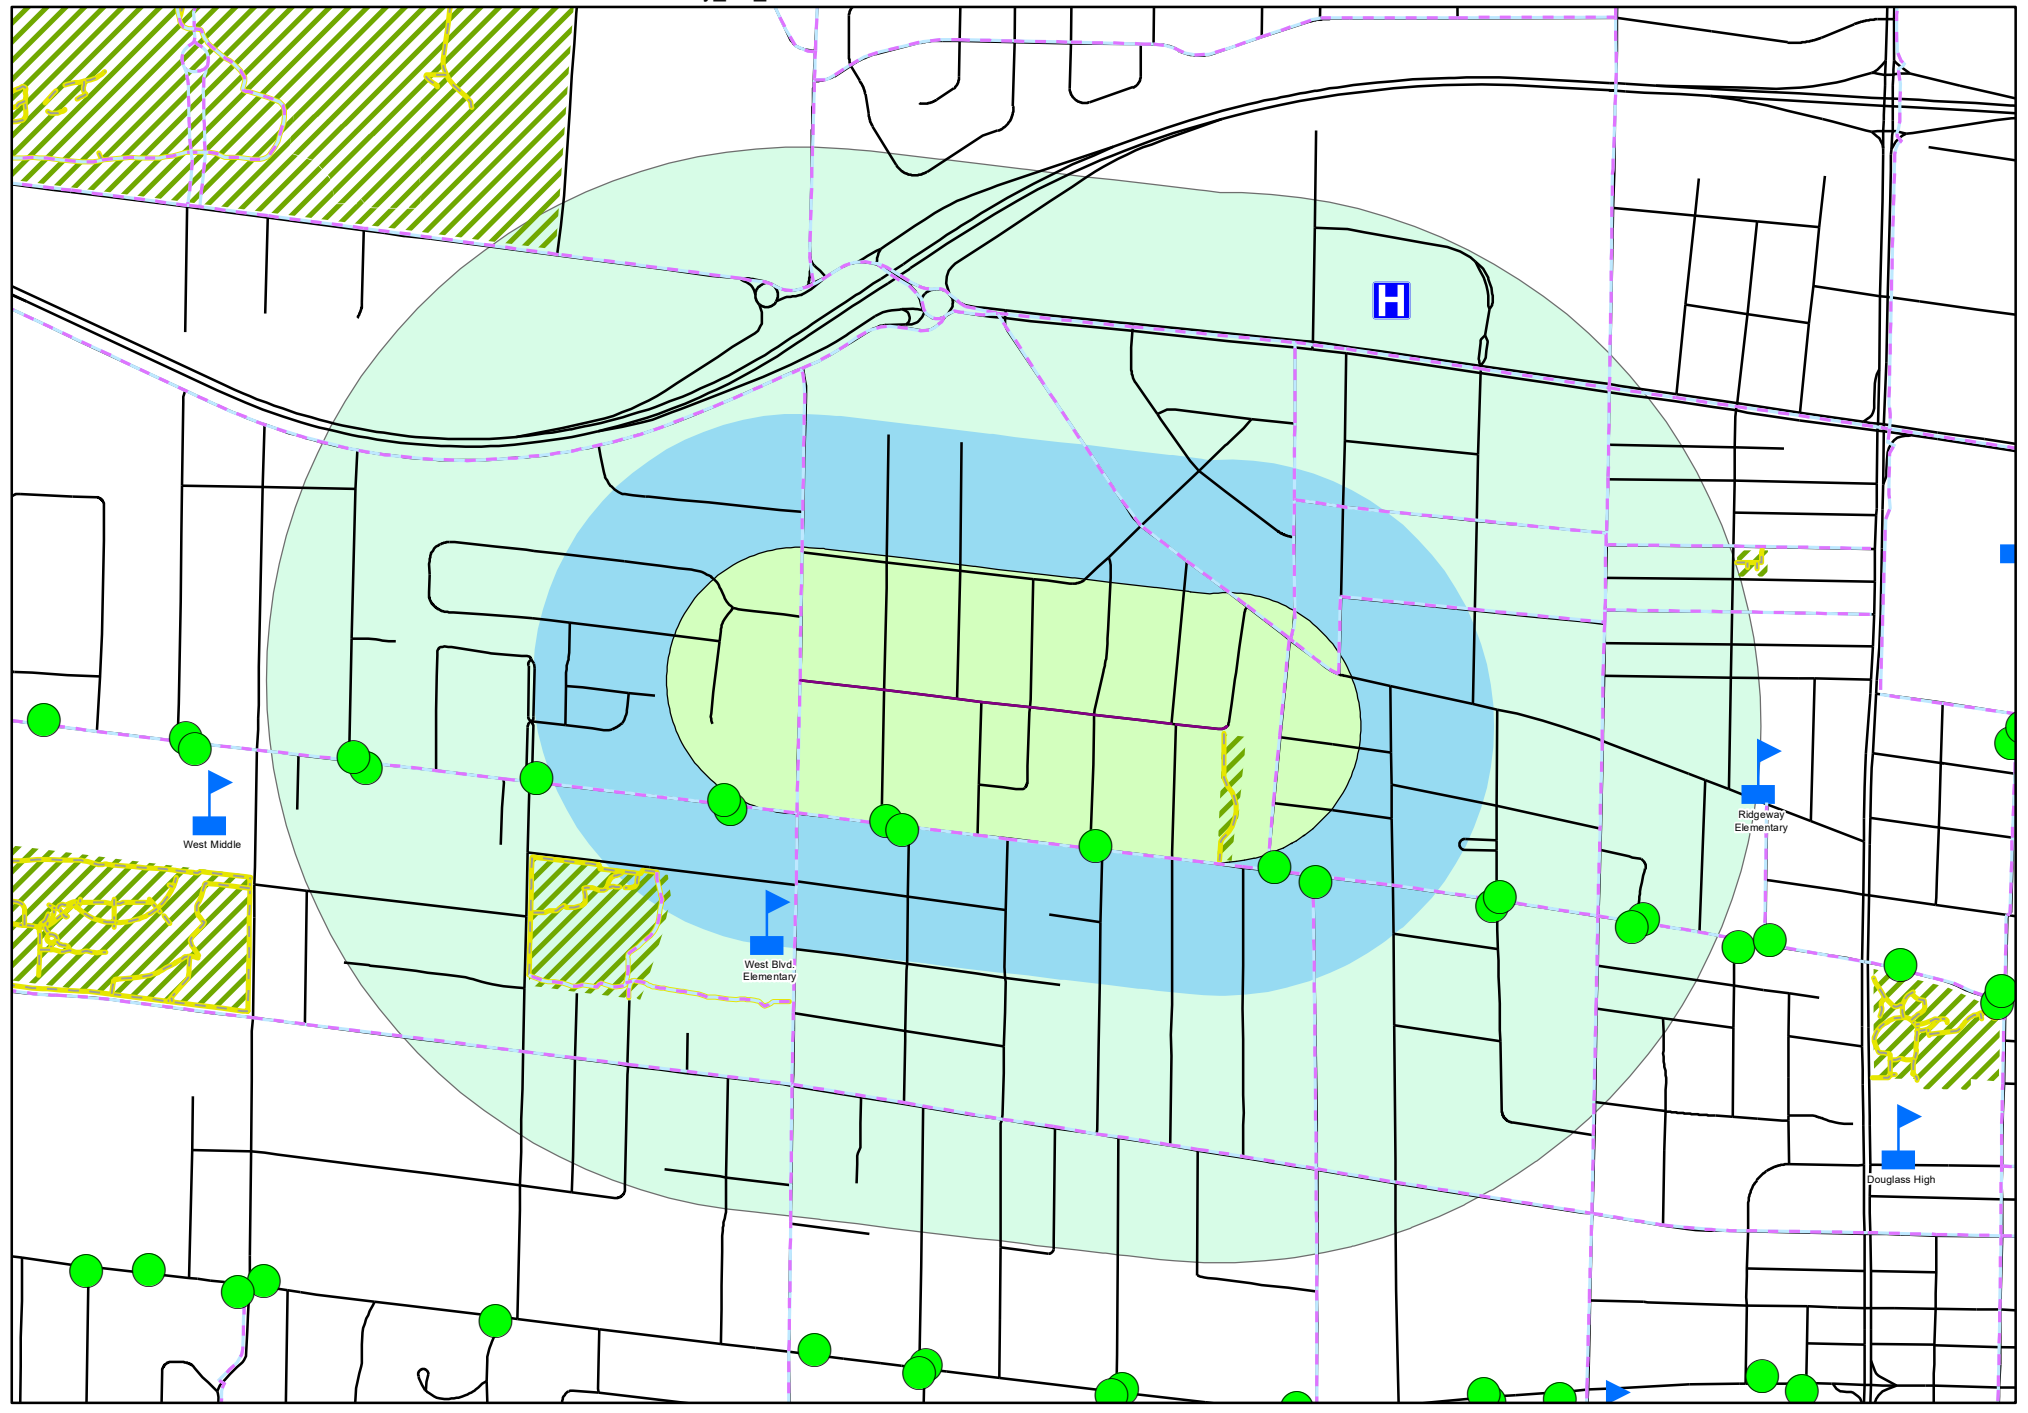 H
Ridgeway
Elementary
West Middle
West Blvd.
Elementary
Douglass High